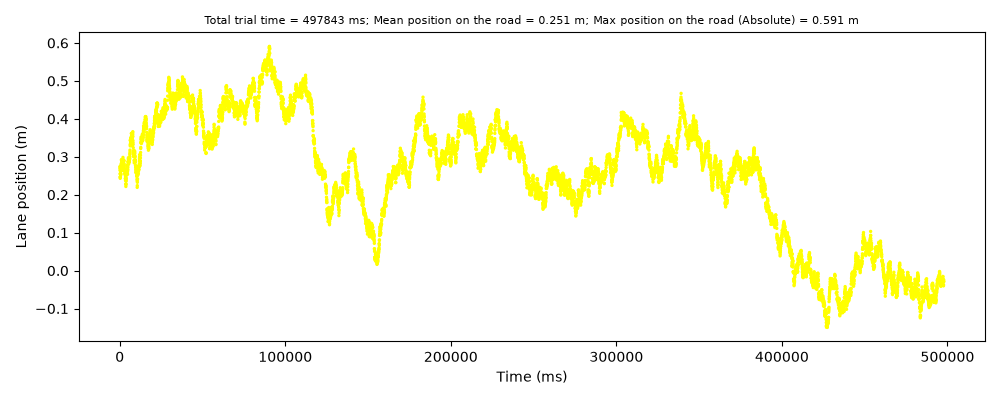 Total trial time = 497843 ms; Mean position on the road = 0.251 m; Max position on the road (Absolute) = 0.591 m
Lane position (m)
0.6
0.5
0.4
0.3
0.2
0.1
0.0
−0.1
0 100000 200000 300000 400000 500000
Time (ms)